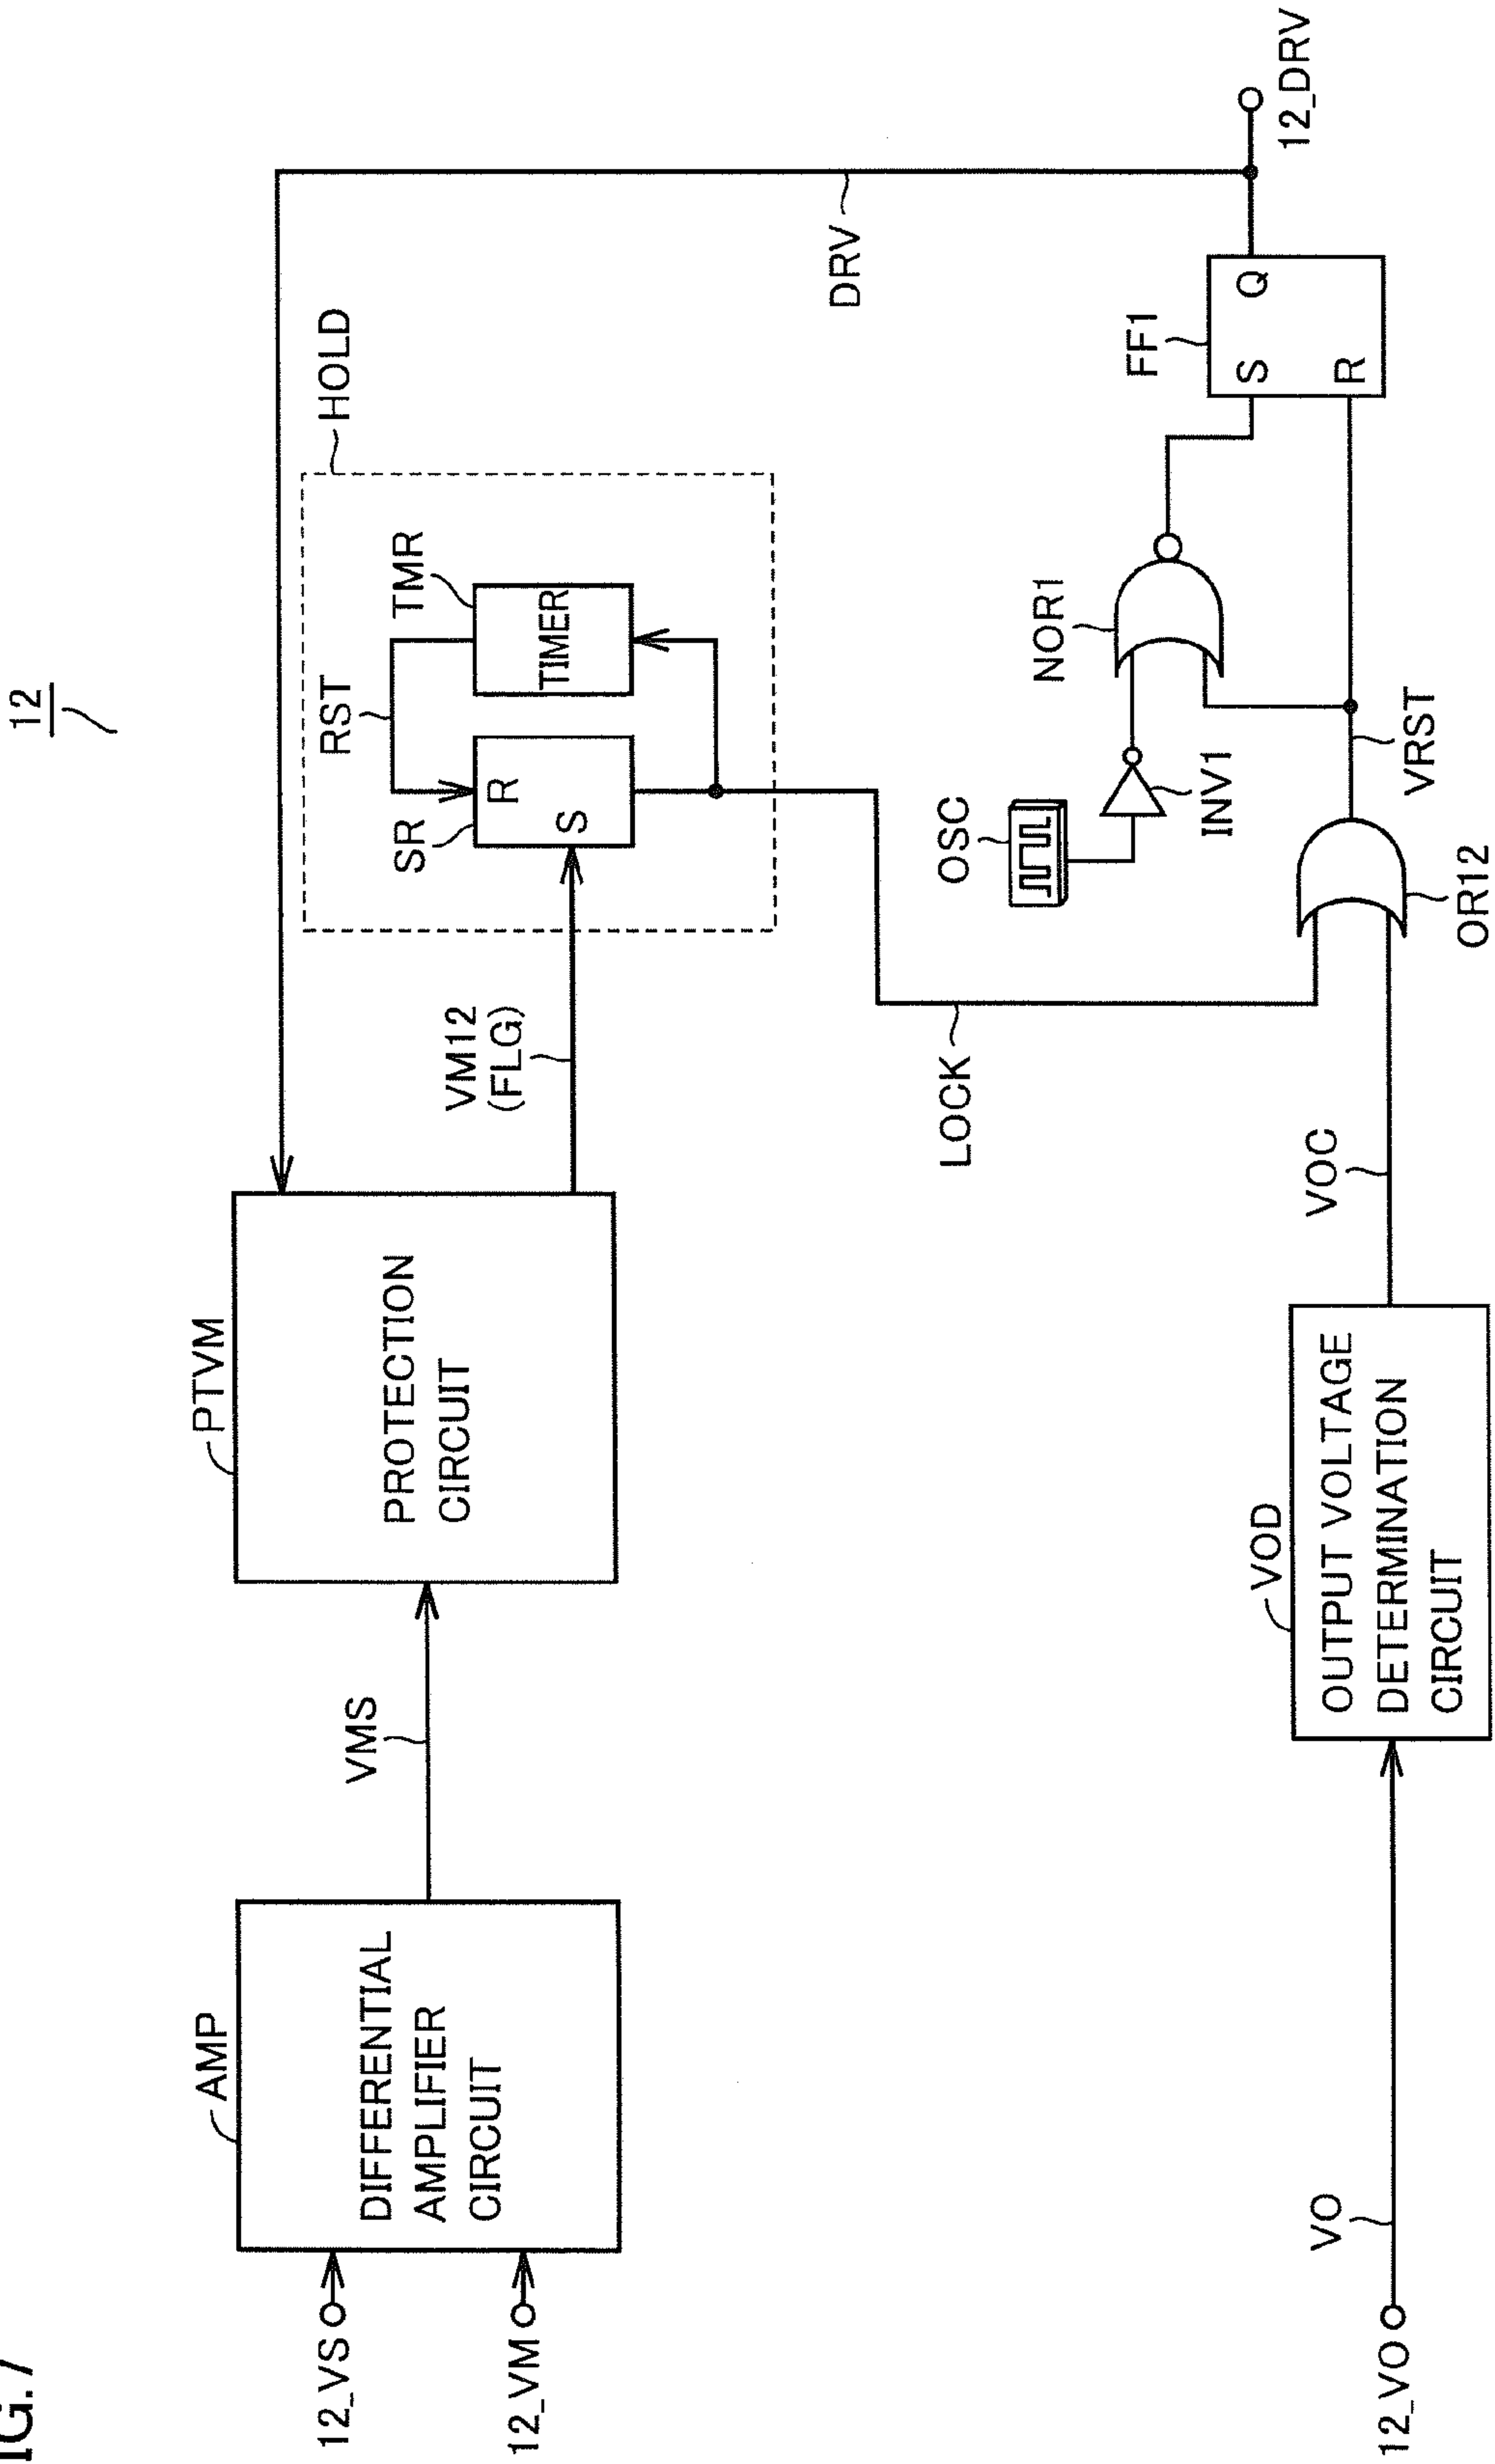 IG. 7
12
AMP
12_VS
12_VM
DIFFERENTIAL
AMPLIFIER
CIRCUIT
VMS
PTVM
PROTECTION
CIRCUIT
VM12
(FLG)
HOLD
SR
R
S
RST
TMR
TIMER
DRV
12_DRV
LOCK
OSC
INV1
NOR1
FF1
S
Q
R
VRST
OR12
12_VO
VO
VOD
OUTPUT VOLTAGE
DETERMINATION
CIRCUIT
VOC